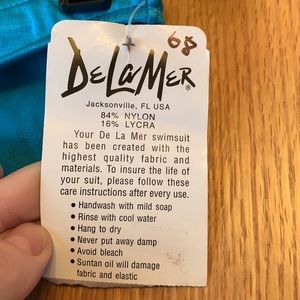 68
DE LA MER®
Jacksonville, FL USA
84% NYLON
16% LYCRA
Your De La Mer swimsuit
has been created with the
highest quality fabric and
materials. To insure the life of
your suit, please follow these
care instructions after every use.
• Handwash with mild soap
• Rinse with cool water
• Hang to dry
• Never put away damp
• Avoid bleach
• Suntan oil will damage
fabric and elastic